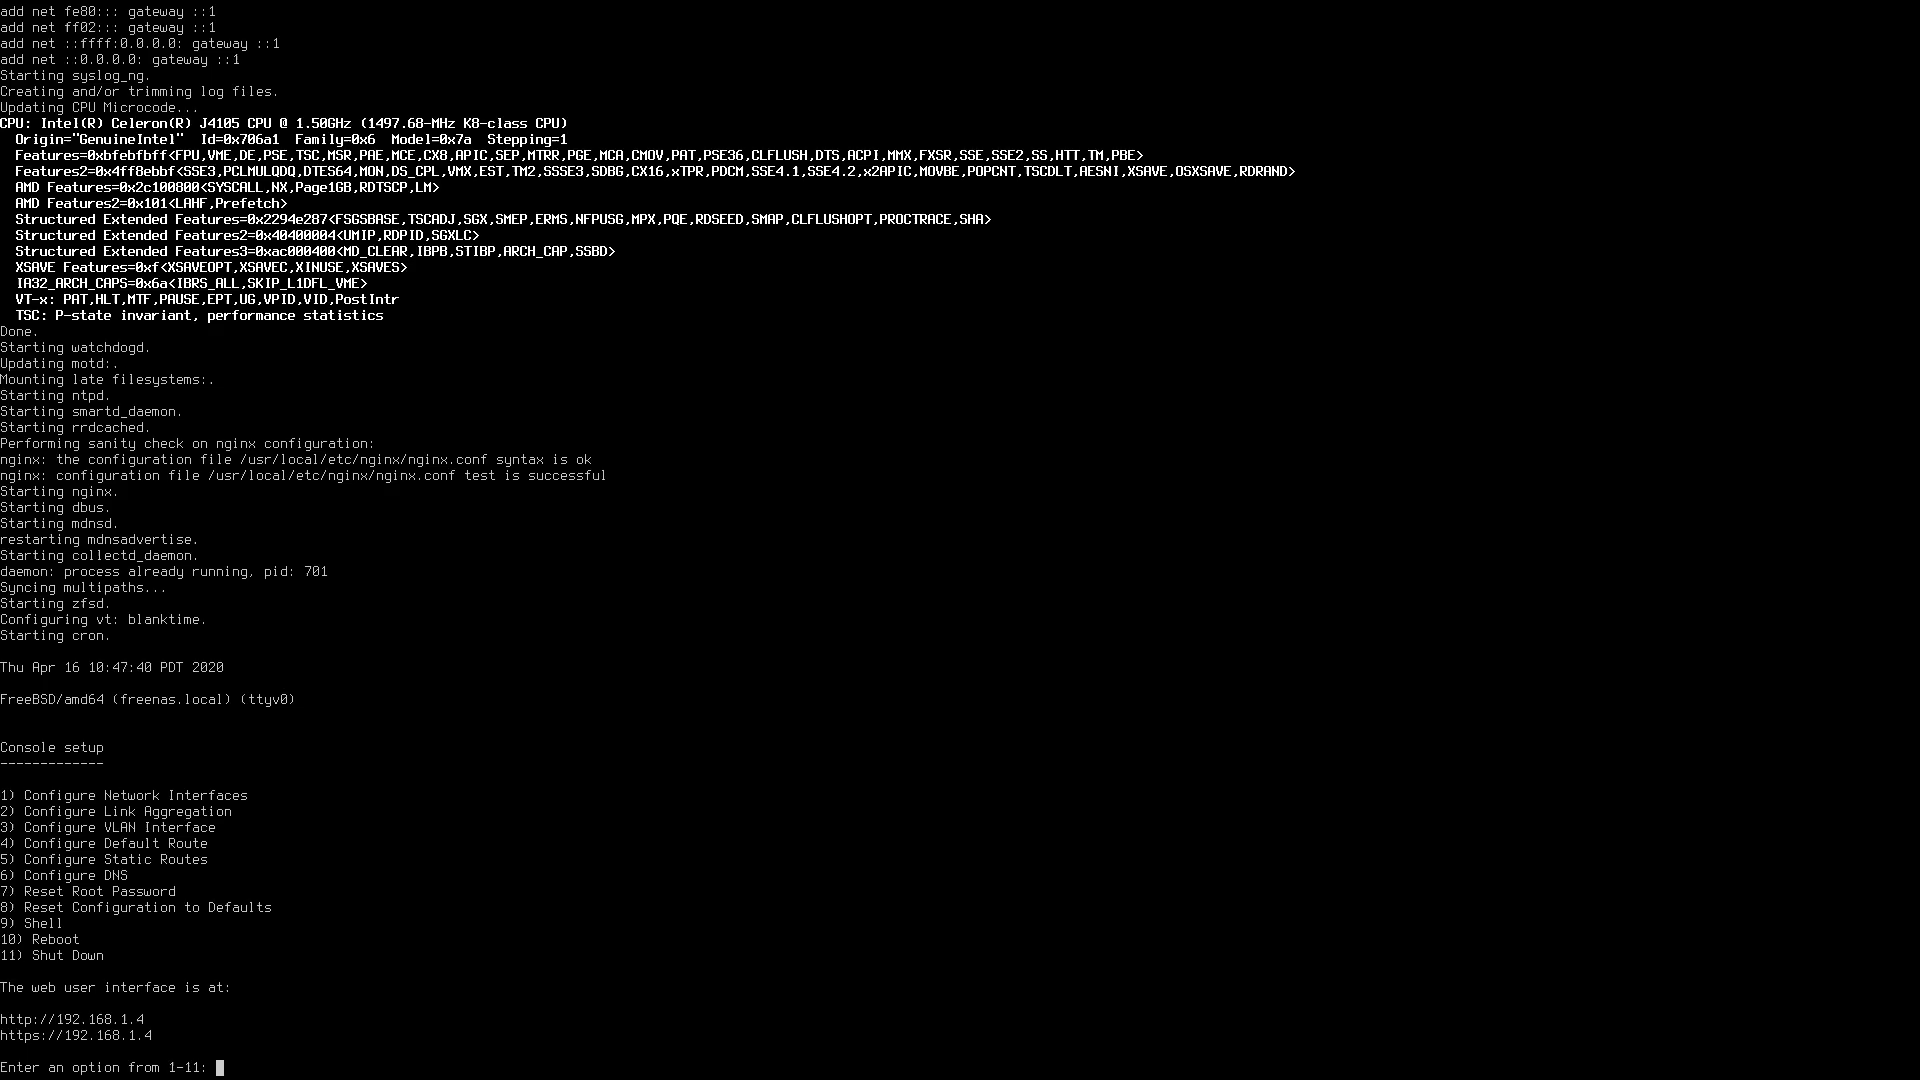 add net fe80::: gateway ::1
add net ff02::: gateway ::1
add net ::ffff:0.0.0.0: gateway ::1
add net ::0.0.0.0: gateway ::1
Starting syslog_ng.
Creating and/or trimming log files.
Updating CPU Microcode...
CPU: Intel(R) Celeron(R) J4105 CPU @ 1.50GHz (1497.68-MHz K8-class CPU)
  Origin="GenuineIntel"  Id=0x706a1  Family=0x6  Model=0x7a  Stepping=1
  Features=0xbfebfbff<FPU,VME,DE,PSE,TSC,MSR,PAE,MCE,CX8,APIC,SEP,MTRR,PGE,MCA,CMOV,PAT,PSE36,CLFLUSH,DTS,ACPI,MMX,FXSR,SSE,SSE2,SS,HTT,TM,PBE>
  Features2=0x4ff8ebbf<SSE3,PCLMULQDQ,DTES64,MON,DS_CPL,VMX,EST,TM2,SSSE3,SDBG,CX16,xTPR,PDCM,SSE4.1,SSE4.2,x2APIC,MOVBE,POPCNT,TSCDLT,AESNI,XSAVE,OSXSAVE,RDRAND>
  AMD Features=0x2c100800<SYSCALL,NX,Page1GB,RDTSCP,LM>
  AMD Features2=0x101<LAHF,Prefetch>
  Structured Extended Features=0x2294e287<FSGSBASE,TSCADJ,SGX,SMEP,ERMS,NFPUSG,MPX,PQE,RDSEED,SMAP,CLFLUSHOPT,PROCTRACE,SHA>
  Structured Extended Features2=0x40400004<UMIP,RDPID,SGXLC>
  Structured Extended Features3=0xac000400<MD_CLEAR,IBPB,STIBP,ARCH_CAP,SSBD>
  XSAVE Features=0xf<XSAVEOPT,XSAVEC,XINUSE,XSAVES>
  IA32_ARCH_CAPS=0x6a<IBRS_ALL,SKIP_L1DFL_VME>
  VT-x: PAT,HLT,MTF,PAUSE,EPT,UG,VPID,VID,PostIntr
  TSC: P-state invariant, performance statistics
Done.
Starting watchdogd.
Updating motd:.
Mounting late filesystems:.
Starting ntpd.
Starting smartd_daemon.
Starting rrdcached.
Performing sanity check on nginx configuration:
nginx: the configuration file /usr/local/etc/nginx/nginx.conf syntax is ok
nginx: configuration file /usr/local/etc/nginx/nginx.conf test is successful
Starting nginx.
Starting dbus.
Starting mdnsd.
restarting mdnsadvertise.
Starting collectd_daemon.
daemon: process already running, pid: 701
Syncing multipaths...
Starting zfsd.
Configuring vt: blanktime.
Starting cron.

Thu Apr 16 10:47:40 PDT 2020

FreeBSD/amd64 (freenas.local) (ttyv0)


Console setup
-------------

1) Configure Network Interfaces
2) Configure Link Aggregation
3) Configure VLAN Interface
4) Configure Default Route
5) Configure Static Routes
6) Configure DNS
7) Reset Root Password
8) Reset Configuration to Defaults
9) Shell
10) Reboot
11) Shut Down

The web user interface is at:

http://192.168.1.4
https://192.168.1.4

Enter an option from 1-11: